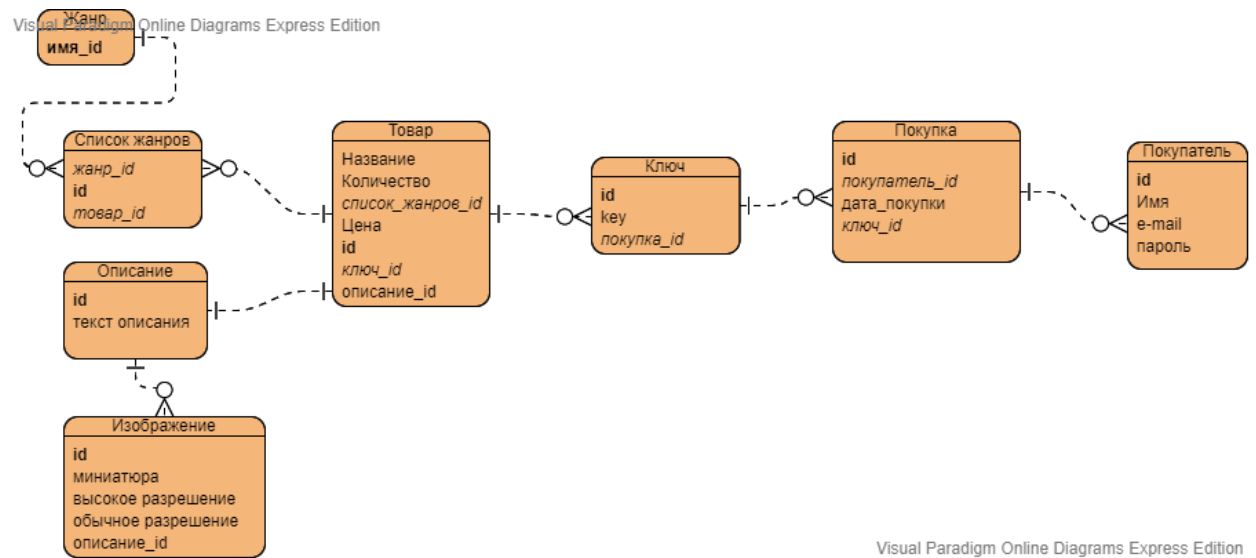 Visual Paradigm Online Diagrams Express Edition
Жанр
имя_id
Список жанров
жанр_id
id
товар_id
Товар
Название
Количество
список_жанров_id
Цена
id
ключ_id
описание_id
Ключ
id
key
покупка_id
Покупка
id
покупатель_id
дата_покупки
ключ_id
Покупатель
id
Имя
e-mail
пароль
Описание
id
текст описания
Изображение
id
миниатюра
высокое разрешение
обычное разрешение
описание_id
Visual Paradigm Online Diagrams Express Edition